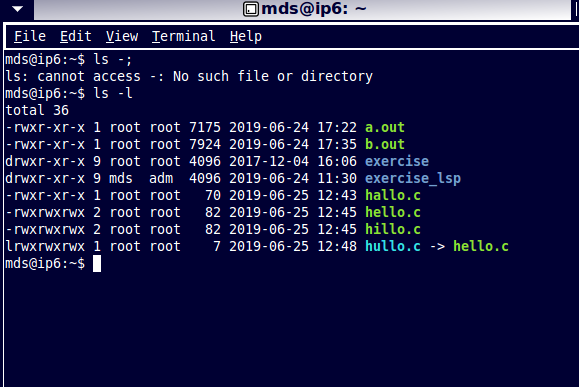 mds@ip6: ~
File Edit View Terminal Help
mds@ip6:~$ ls -;
ls: cannot access -: No such file or directory
mds@ip6:~$ ls -l
total 36
-rwxr-xr-x 1 root root 7175 2019-06-24 17:22 a.out
-rwxr-xr-x 1 root root 7924 2019-06-24 17:35 b.out
drwxr-xr-x 9 root root 4096 2017-12-04 16:06 exercise
drwxr-xr-x 9 mds  adm  4096 2019-06-24 11:30 exercise_lsp
-rwxr-xr-x 1 root root   70 2019-06-25 12:43 hallo.c
-rwxrwxrwx 2 root root   82 2019-06-25 12:45 hello.c
-rwxrwxrwx 2 root root   82 2019-06-25 12:45 hillo.c
lrwxrwxrwx 1 root root    7 2019-06-25 12:48 hullo.c -> hello.c
mds@ip6:~$